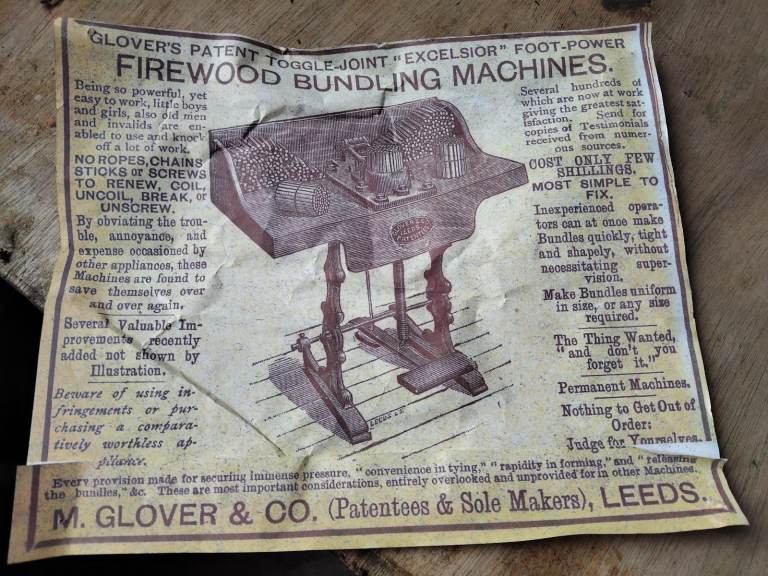 GLOVER'S PATENT TOGGLE-JOINT "EXCELSIOR" FOOT-POWER
FIREWOOD BUNDLING MACHINES.
Being so powerful, yet
easy to work, little boys
and girls, also old men
and invalids are en-
abled to use and knock
off a lot of work.
NO ROPES, CHAINS
STICKS or SCREWS
TO RENEW, COIL,
UNCOIL, BREAK, or
UNSCREW.
By obviating the trou-
ble, annoyance, and
expense occasioned by
other appliances, these
Machines are found to
save themselves over
and over again.
Several Valuable Im-
provements recently
added not shown by
Illustration.
Beware of using in-
fringements or pur-
chasing a compara-
tively worthless ap-
pliance.
GLOVER &
LEEDS
PATENTEES
LEEDS
Several hundreds of
which are now at work
giving the greatest sat-
isfaction. Send for
copies of Testimonials
received from numer-
ous sources.
COST ONLY FEW
SHILLINGS.
MOST SIMPLE TO
FIX.
Inexperienced opera-
tors can at once make
Bundles quickly, tight
and shapely, without
necessitating super-
vision.
Make Bundles uniform
in size, or any size
required.
The Thing Wanted,
"and don't you
forget it."
Permanent Machines.
Nothing to Get Out of
Order:
Judge for Yourselves.
Every provision made for securing immense pressure, "convenience in tying," "rapidity in forming," and "releasing
the bundles," &c. These are most important considerations, entirely overlooked and unprovided for in other Machines.
M. GLOVER & CO. (Patentees & Sole Makers), LEEDS.